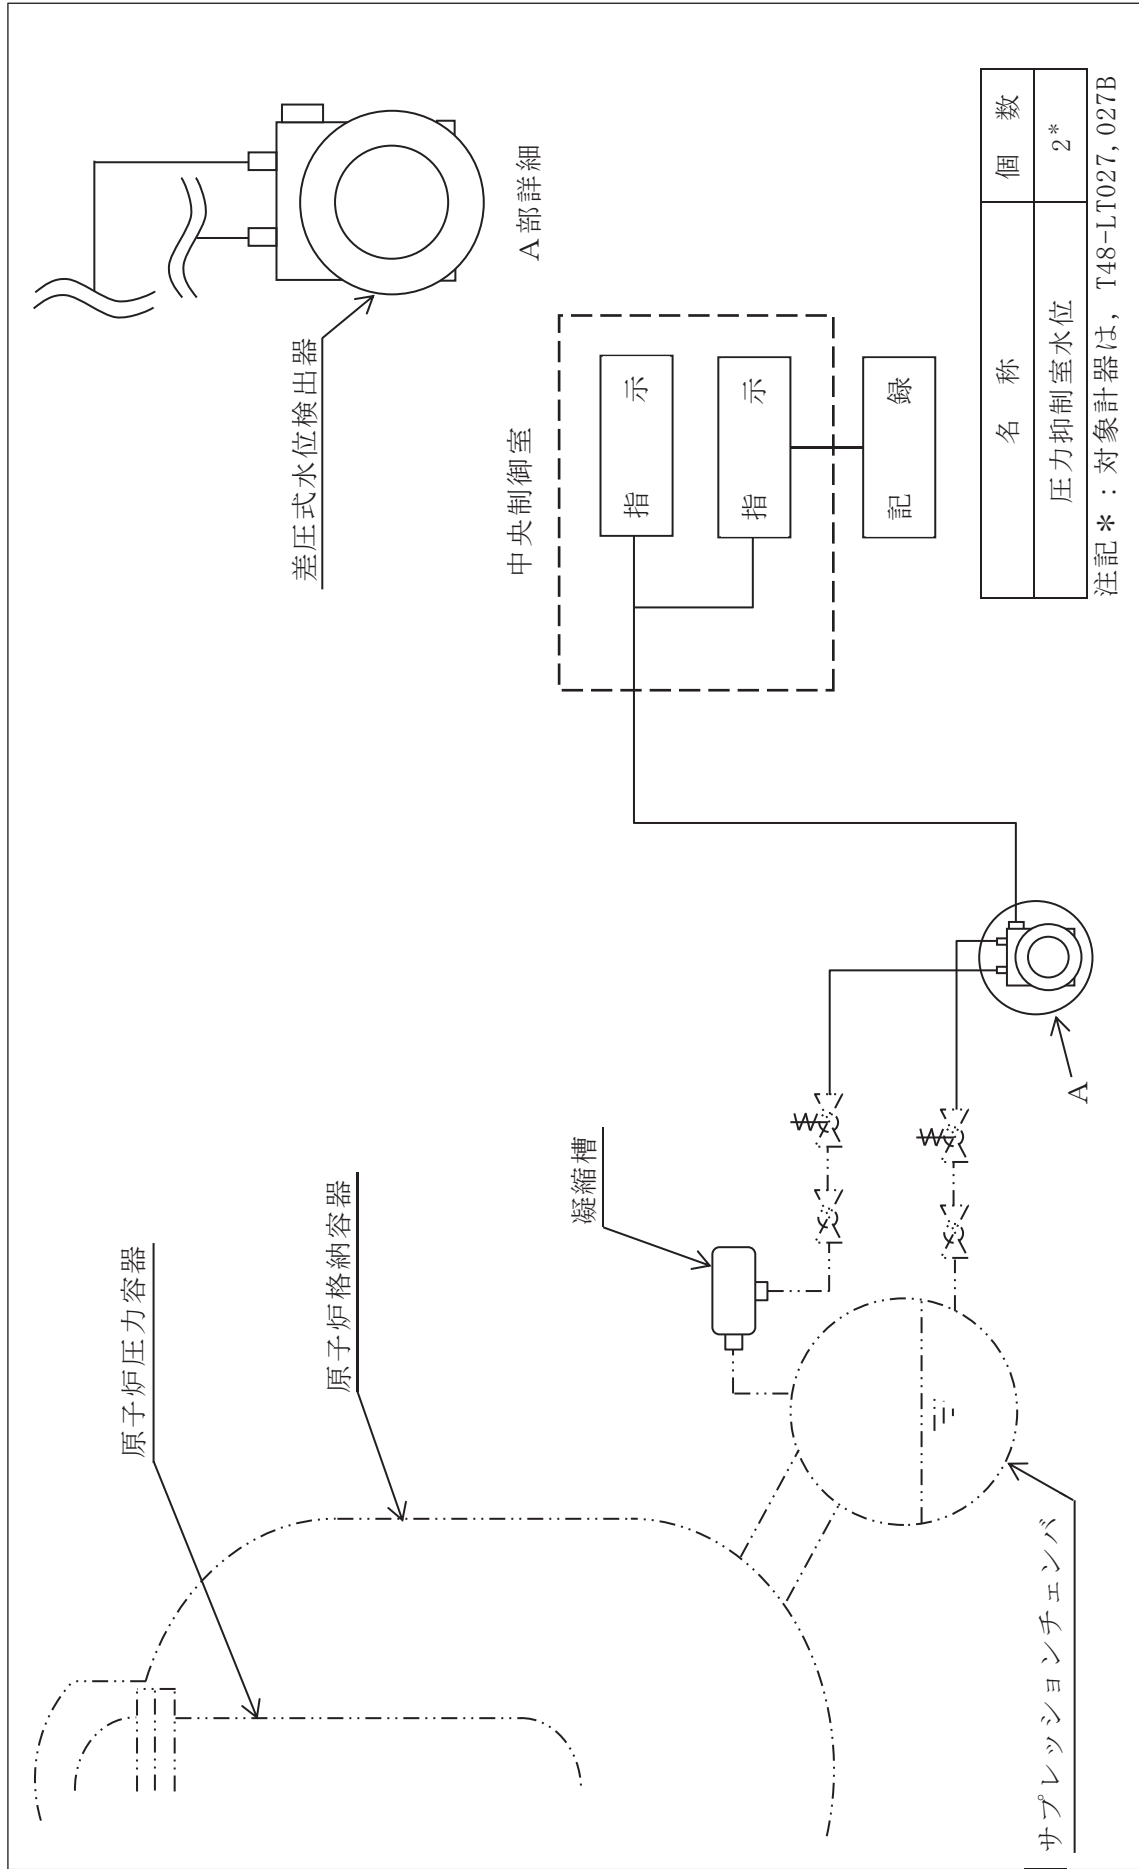 原子炉圧力容器
原子炉格納容器
凝縮槽
サプレッションチェンバ
A
中央制御室
指 示
指 示
記 録
差圧式水位検出器
A部詳細
名 称 個 数
圧力抑制室水位 2*
注記*：対象計器は，T48-LT027,027B